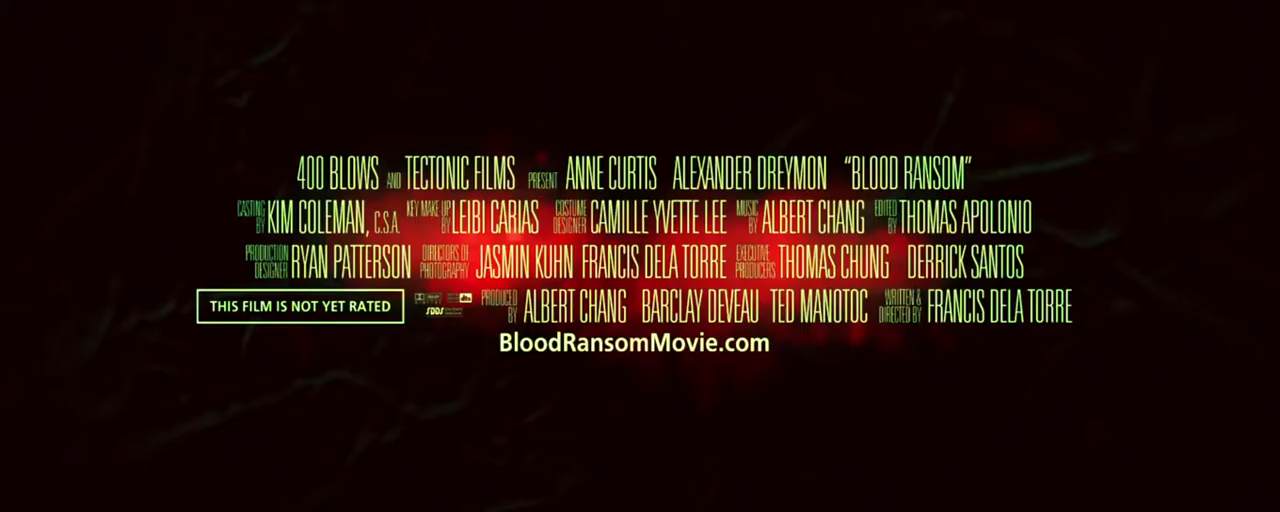 400 BLOWS AND TECTONIC FILMS PRESENT ANNE CURTIS ALEXANDER DREYMON “BLOOD RANSOM”
CASTING BY KIM COLEMAN, C.S.A. KEY MAKE UP BY LEIBI CARIAS COSTUME DESIGNER CAMILLE YVETTE LEE MUSIC BY ALBERT CHANG EDITED BY THOMAS APOLONIO
PRODUCTION DESIGNER RYAN PATTERSON DIRECTORS OF PHOTOGRAPHY JASMIN KUHN FRANCIS DELA TORRE EXECUTIVE PRODUCERS THOMAS CHUNG DERRICK SANTOS
THIS FILM IS NOT YET RATED dts SDDS PRODUCED BY ALBERT CHANG BARCLAY DEVEAU TED MANOTOC WRITTEN & DIRECTED BY FRANCIS DELA TORRE
BloodRansomMovie.com